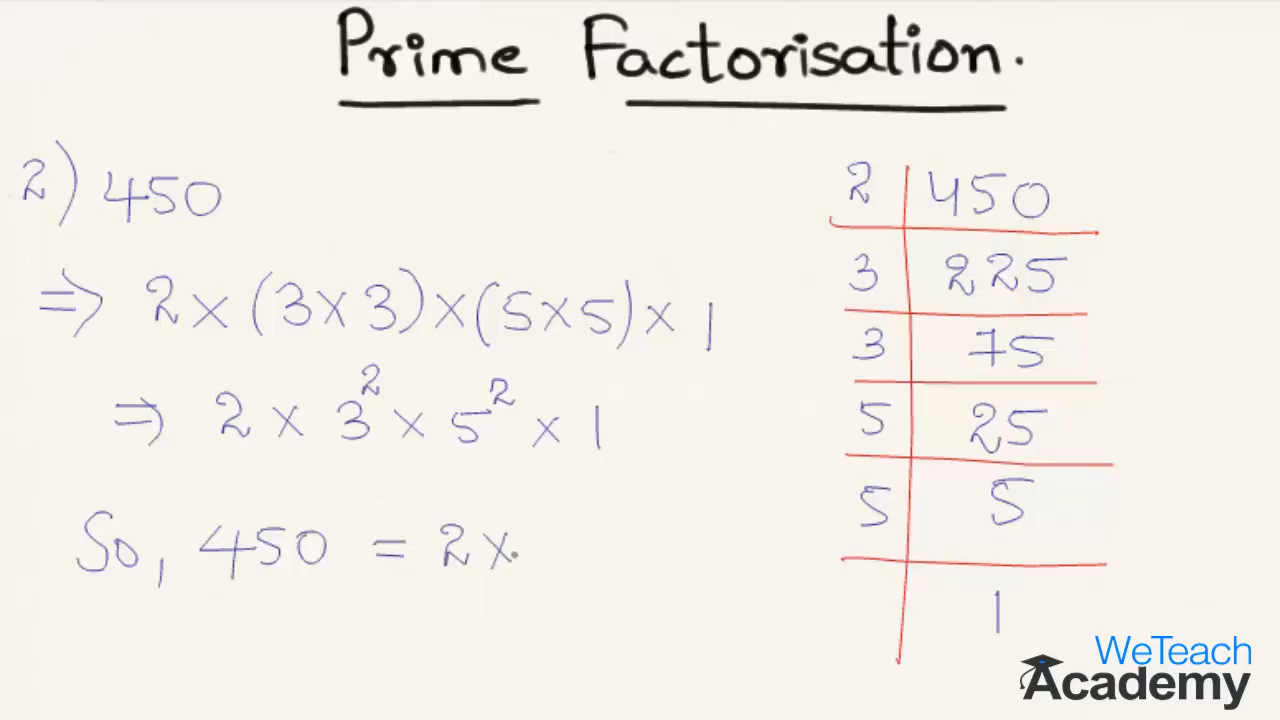 Prime Factorisation.
2) 450
⇒ 2 × (3 × 3) × (5 × 5) × 1
⇒ 2 × 3² × 5² × 1
So, 450 = 2 ×
2 | 450
3 | 225
3 | 75
5 | 25
5 | 5
| 1
WeTeach
Academy